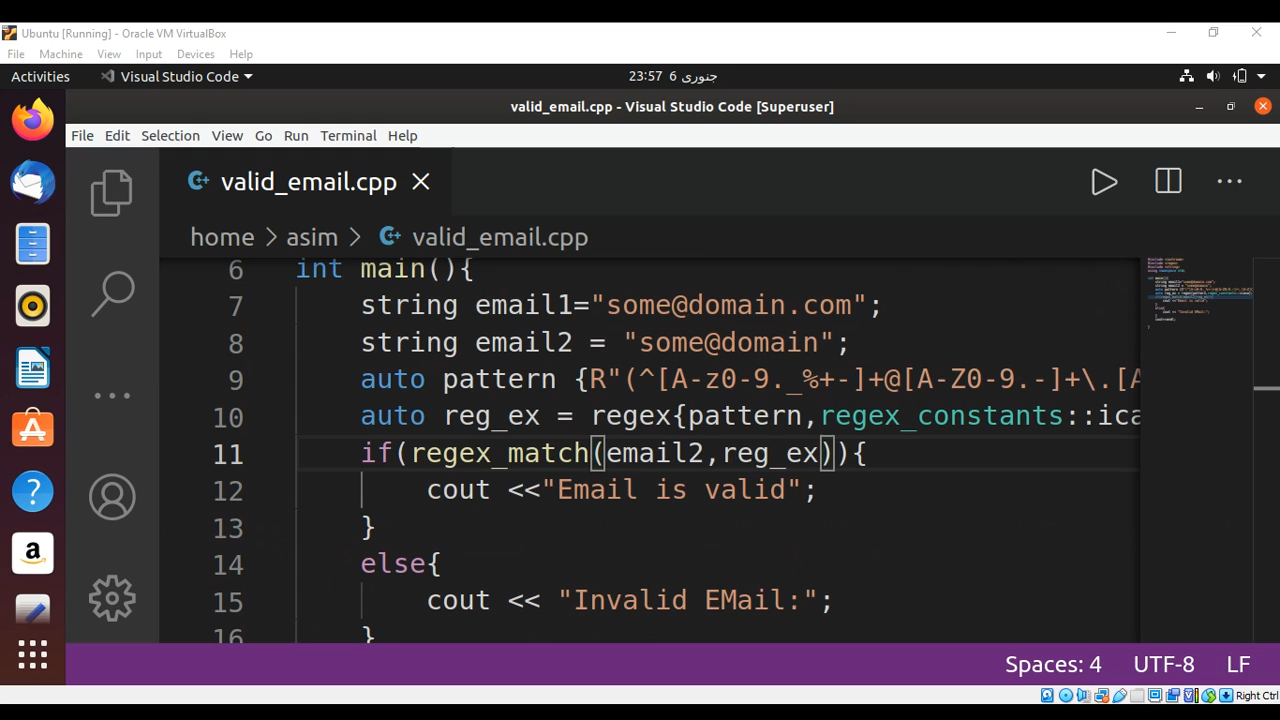 Ubuntu [Running] - Oracle VM VirtualBox
File Machine View Input Devices Help
Activities Visual Studio Code 23:57 6 جنوری
valid_email.cpp - Visual Studio Code [Superuser]
File Edit Selection View Go Run Terminal Help
valid_email.cpp
home > asim > valid_email.cpp
6 int main(){
7 string email1="some@domain.com";
8 string email2 = "some@domain";
9 auto pattern {R"(^[A-z0-9._%+-]+@[A-Z0-9.-]+\.[A
10 auto reg_ex = regex{pattern,regex_constants::ica
11 if(regex_match(email2,reg_ex)){
12 cout <<"Email is valid";
13 }
14 else{
15 cout << "Invalid EMail:";
16 }
Spaces: 4 UTF-8 LF
Right Ctrl